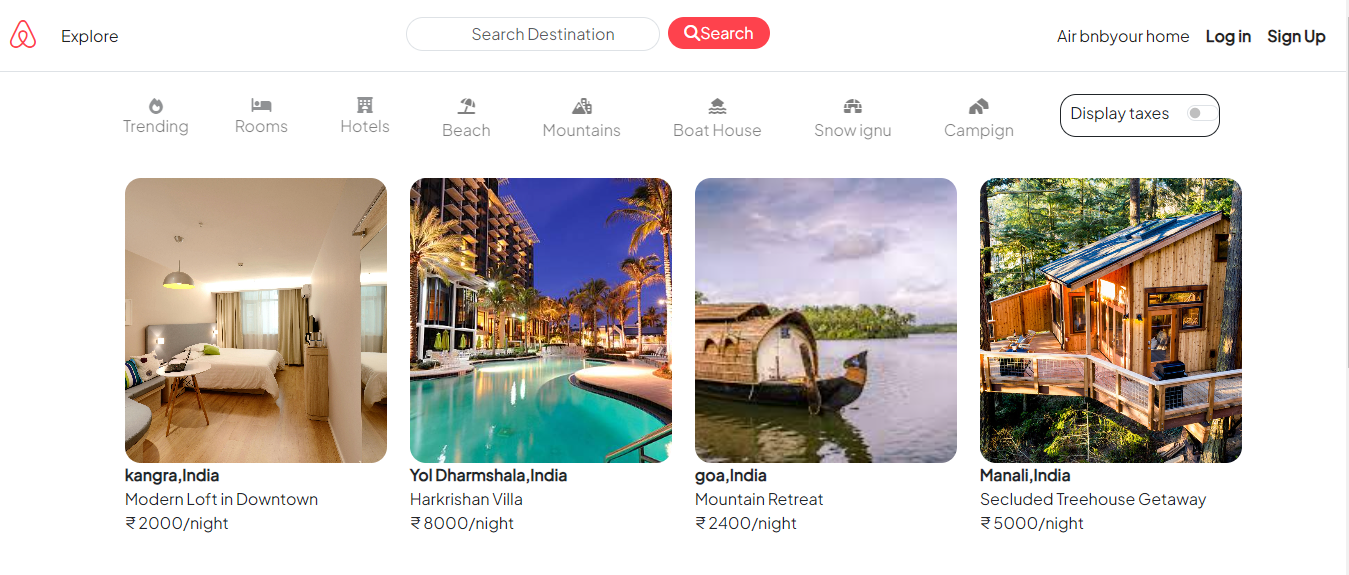 Explore
Search Destination
Search
Air bnbyour home
Log in
Sign Up
Trending
Rooms
Hotels
Beach
Mountains
Boat House
Snow ignu
Campign
Display taxes
kangra,India
Modern Loft in Downtown
₹ 2000/night
Yol Dharmshala,India
Harkrishan Villa
₹ 8000/night
goa,India
Mountain Retreat
₹ 2400/night
Manali,India
Secluded Treehouse Getaway
₹ 5000/night